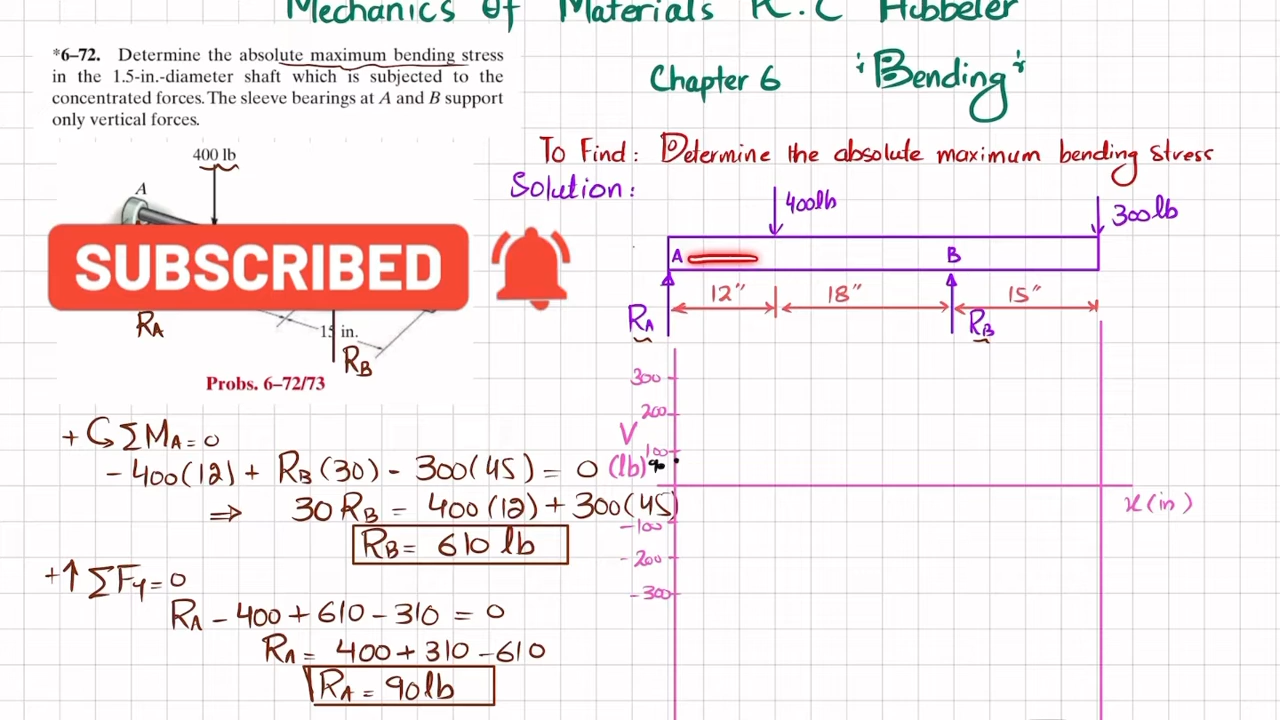 Mechanics Of Materials R.C Hibbeler
*6–72. Determine the absolute maximum bending stress
in the 1.5-in.-diameter shaft which is subjected to the
concentrated forces. The sleeve bearings at A and B support
only vertical forces.
Chapter 6 "Bending"
To Find: Determine the absolute maximum bending stress
Solution:
400 lb
A
SUBSCRIBED
RA
15 in.
RB
Probs. 6–72/73
400lb
300lb
A
B
12" 18" 15"
RA
RB
300
200
V
100
(lb) 90
-100
-200
-300
x(in)
+ ΣMA=0
-400(12) + RB(30) - 300(45) = 0
⇒ 30RB = 400(12) + 300(45)
RB = 610 lb
+↑ ΣFy=0
RA - 400 + 610 - 310 = 0
RA = 400 + 310 - 610
RA = 90lb